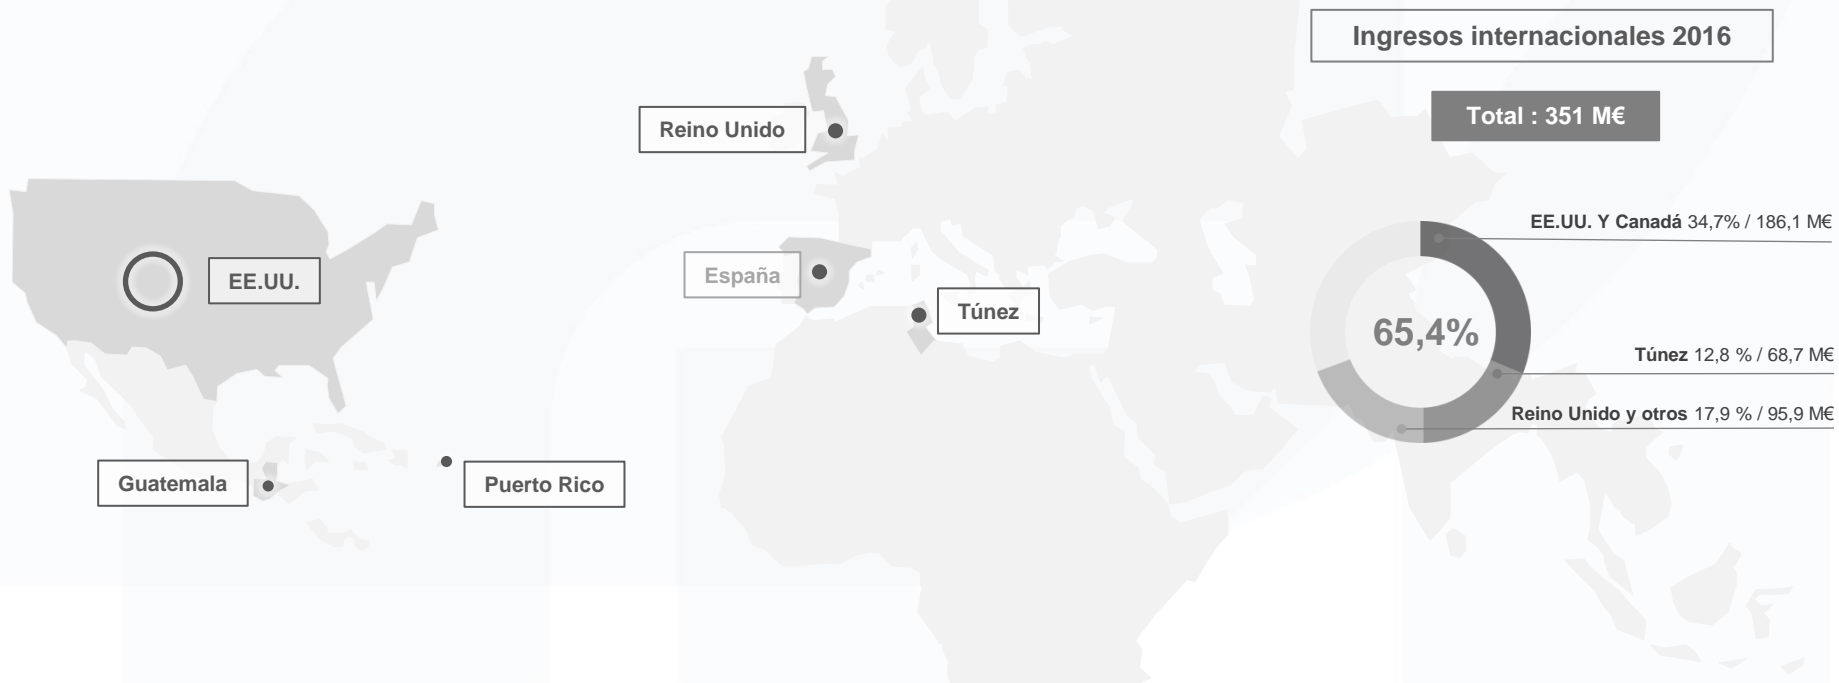 Ingresos internacionales 2016
Total : 351 M€
Reino Unido
EE.UU. Y Canadá 34,7% / 186,1 M€
España
EE.UU.
Túnez
65,4%
Túnez 12,8 % / 68,7 M€
Reino Unido y otros 17,9 % / 95,9 M€
Guatemala
Puerto Rico